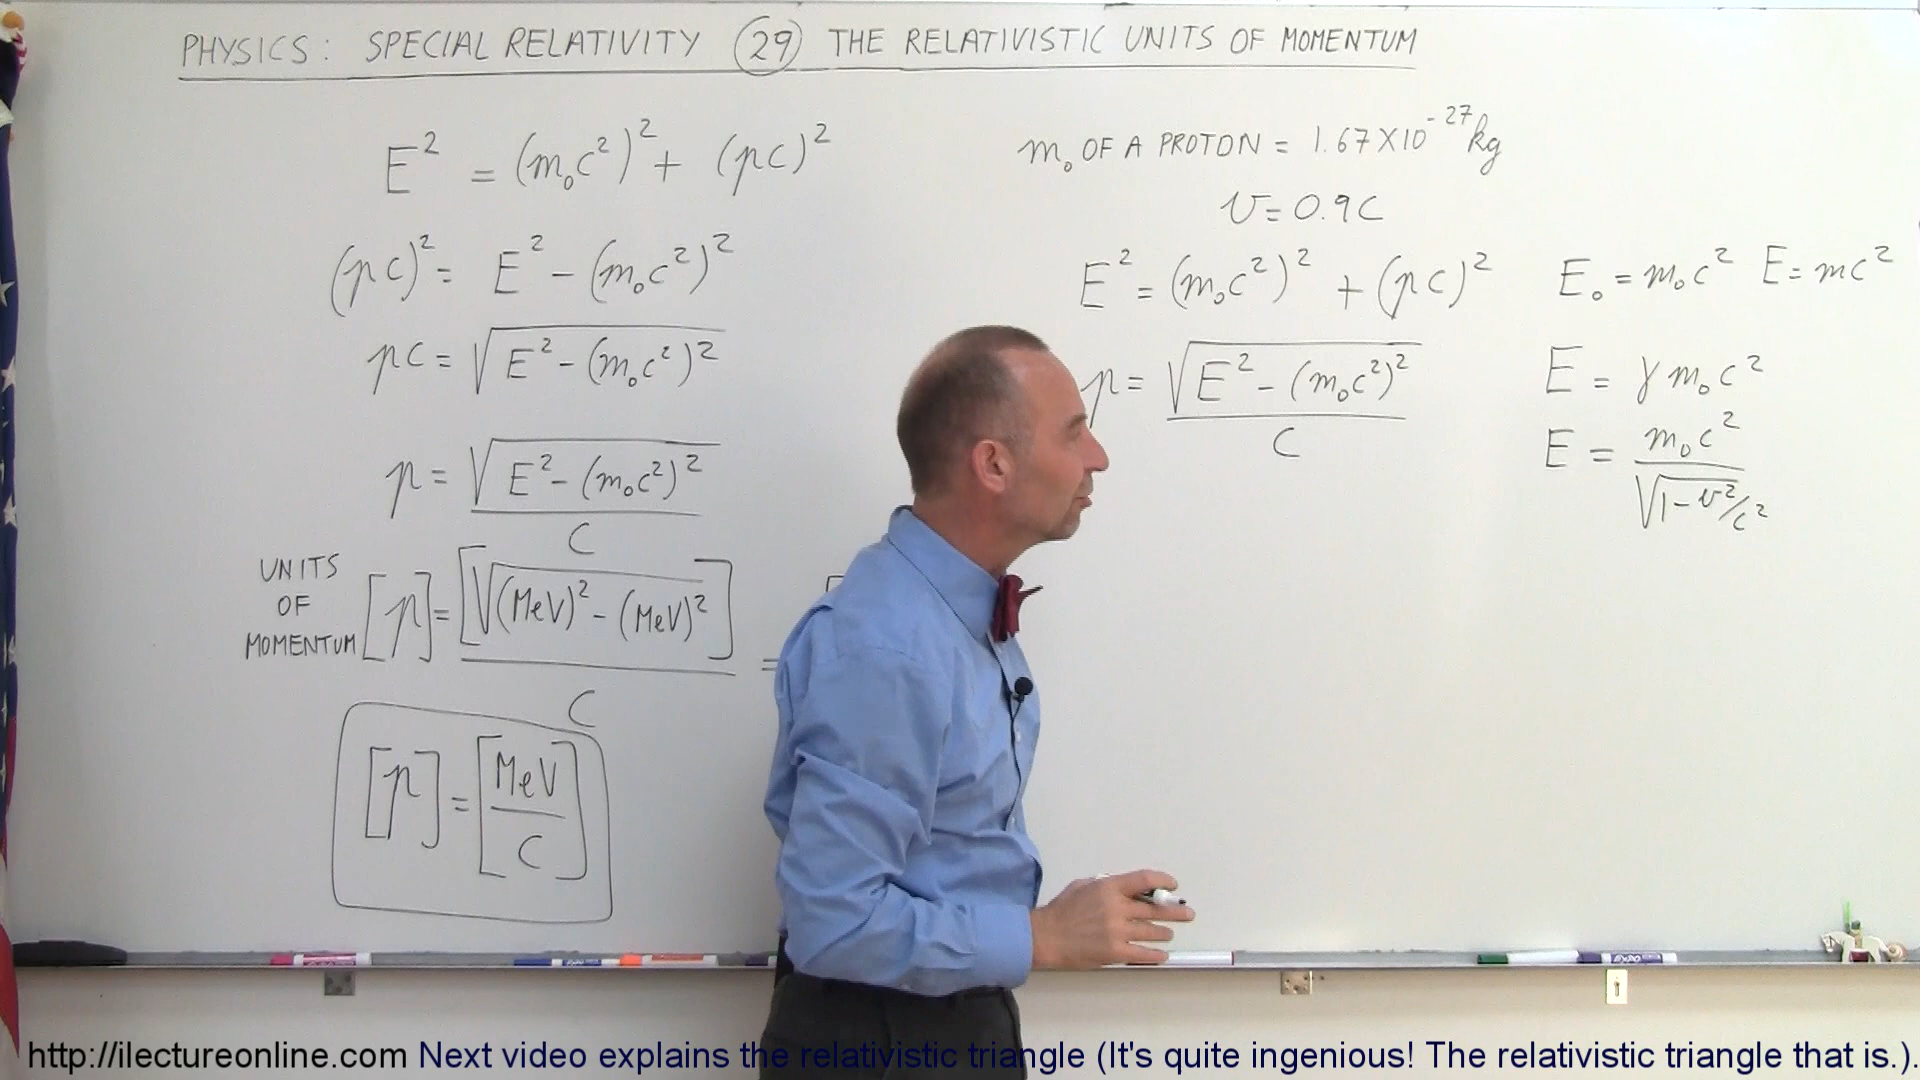 PHYSICS: SPECIAL RELATIVITY (29) THE RELATIVISTIC UNITS OF MOMENTUM
E² = (m₀c²)² + (pc)²
(pc)² = E² - (m₀c²)²
pc = √(E² - (m₀c²)²)
p = √(E² - (m₀c²)²) / C
UNITS
OF
MOMENTUM
[p] = [√((MeV)² - (MeV)²)] / C =
[p] = [MeV / C]
m₀ OF A PROTON = 1.67 X 10⁻²⁷ kg
v = 0.9C
E² = (m₀c²)² + (pc)²
E₀ = m₀c² E = mc²
p = √(E² - (m₀c²)²) / C
E = γ m₀c²
E = m₀c² / √(1 - v²/c²)
EXPO
EXPO
http://ilectureonline.com Next video explains the relativistic triangle (It's quite ingenious! The relativistic triangle that is.).